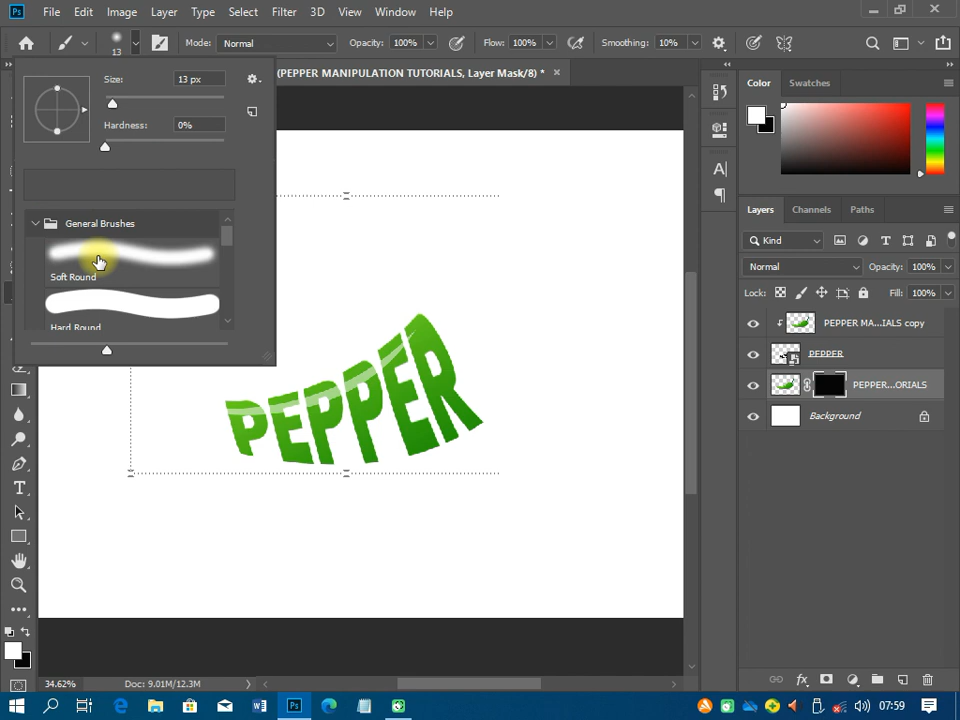 Ps File Edit Image Layer Type Select Filter 3D View Window Help
13 Mode: Normal Opacity: 100% Flow: 100% Smoothing: 10%
(PEPPER MANIPULATION TUTORIALS, Layer Mask/8) * ×
Size: 13 px
Hardness: 0%
General Brushes
Soft Round
Hard Round
PEPPER
Color Swatches
Layers Channels Paths
Kind
Normal Opacity: 100%
Lock: Fill: 100%
PEPPER MA...IALS copy
PEPPER
PEPPER...ORIALS
Background
34.62% Doc: 9.01M/12.3M
07:59